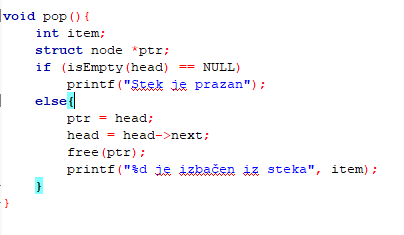 void pop(){
int item;
struct node *ptr;
if (isEmpty(head) == NULL)
printf("Stek je prazan");
else{
ptr = head;
head = head->next;
free(ptr);
printf("%d je izbačen iz steka", item);
}
}